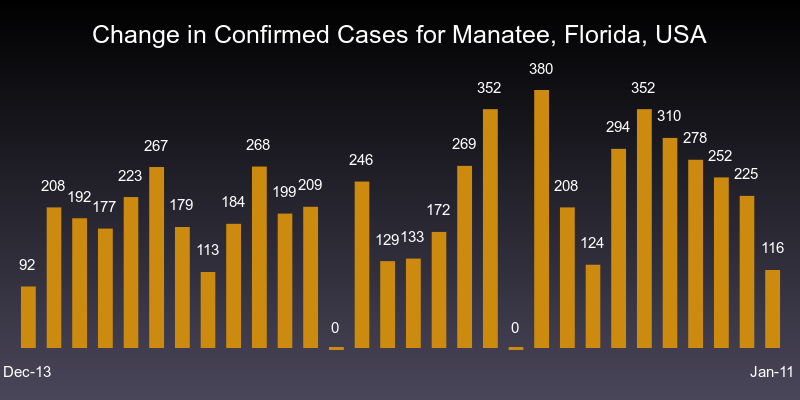 Change in Confirmed Cases for Manatee, Florida, USA
380
352 352
310
294
267 268 269 278
246 252
223 225
208 192 199 209 208
177 179 184 172
129 133 124
113 116
92
0 0
Dec-13 Jan-11